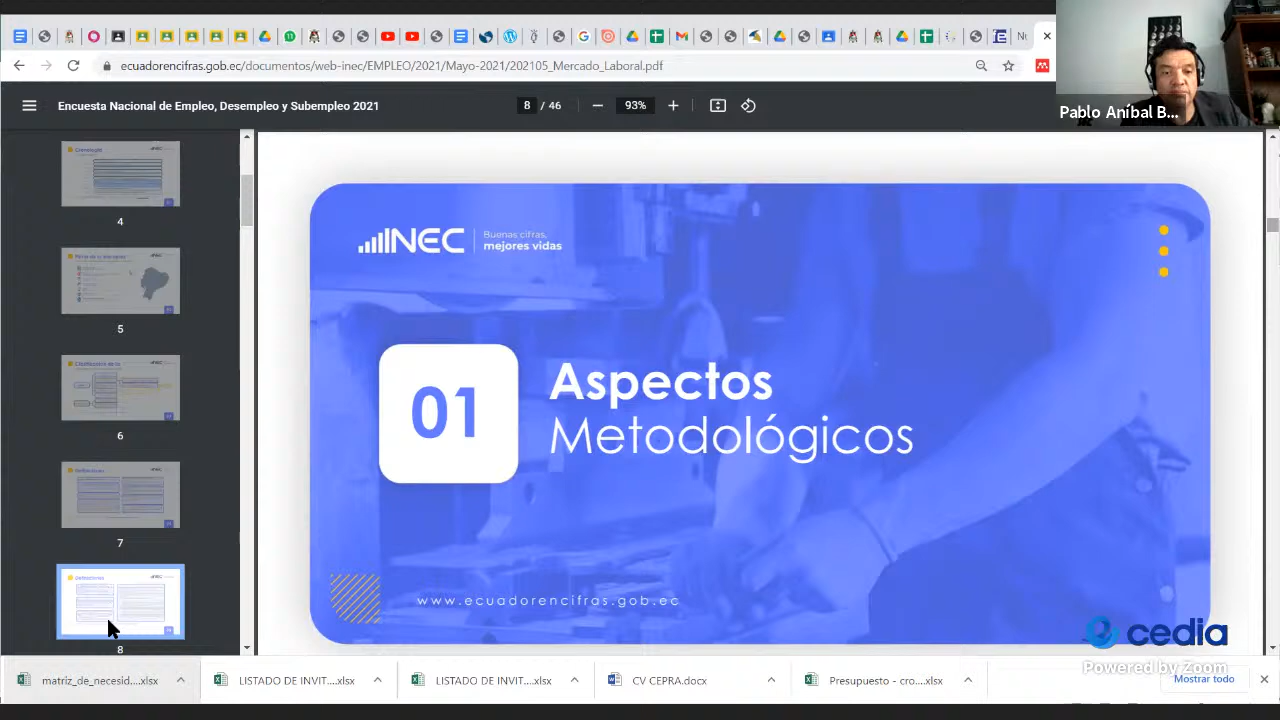 ecuadorencifras.gob.ec/documentos/web-inec/EMPLEO/2021/Mayo-2021/202105_Mercado_Laboral.pdf
Pablo Aníbal B...
Encuesta Nacional de Empleo, Desempleo y Subempleo 2021
8 / 46
93%
4
5
6
7
Definiciones
8
INEC
Buenas cifras,
mejores vidas
01
Aspectos
Metodológicos
www.ecuadorencifras.gob.ec
cedia
Powered by Zoom
matriz_de_necesid....xlsx
LISTADO DE INVIT....xlsx
LISTADO DE INVIT....xlsx
CV CEPRA.docx
Presupuesto - cro....xlsx
Mostrar todo